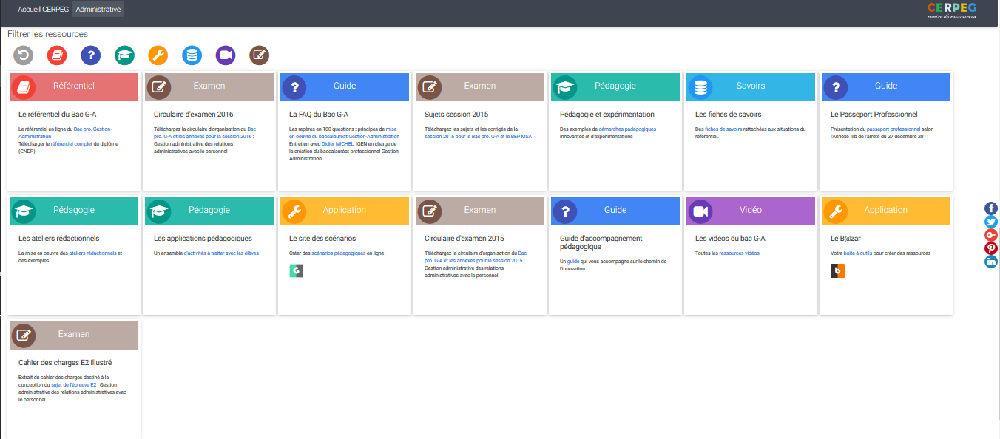 Accueil CERPEG Administrative
CERPEG
centre de ressources
Filtrer les ressources
Référentiel
Le référentiel du Bac G-A
Le référentiel en ligne du Bac pro. Gestion-
Administration
Télécharger le référentiel complet du diplôme
(CNDP)
Examen
Circulaire d'examen 2016
Téléchargez la circulaire d'organisation du Bac
pro. G-A et les annexes pour la session 2016 :
Gestion administrative des relations
administratives avec le personnel
Guide
La FAQ du Bac G-A
Les repères en 100 questions : principes de mise
en oeuvre du baccalauréat Gestion-Administration
Entretien avec Didier MICHEL, IGEN en charge de
la création du baccalauréat professionnel Gestion
Administration
Examen
Sujets session 2015
Téléchargez les sujets et les corrigés de la
session 2015 pour le Bac pro. G-A et le BEP MSA
Pédagogie
Pédagogie et expérimentation
Des exemples de démarches padagogiques
innovantes et d'expérimentations
Savoirs
Les fiches de savoirs
Des fiches de savoirs rattachées aux situations du
référentiel.
Guide
Le Passeport Professionnel
Présentation du passeport professionnel selon
l'Annexe IIIb de l'arrêté du 27 décembre 2011
Pédagogie
Les ateliers rédactionnels
La mise en oeuvre des ateliers rédactionnels et
des exemples
Pédagogie
Les applications pédagogiques
Un ensemble d'activités à traiter avec les élèves
Application
Le site des scénarios
Créer des scénarios pédagogiques en ligne
G
Examen
Circulaire d'examen 2015
Téléchargez la circulaire d'organisation du Bac
pro. G-A et les annexes pour la session 2015 :
Gestion administrative des relations
administratives avec le personnel
Guide
Guide d'accompagnement
pédagogique
Un guide qui vous accompagne sur le chemin de
l'innovation
Vidéo
Les vidéos du bac G-A
Toutes les ressources vidéos
Application
Le B@zar
Votre boite à outils pour créer des ressources
b
Examen
Cahier des charges E2 illustré
Extrait du cahier des charges destiné à la
conception du sujet de l'épreuve E2 : Gestion
administrative des relations administratives avec
le personnel